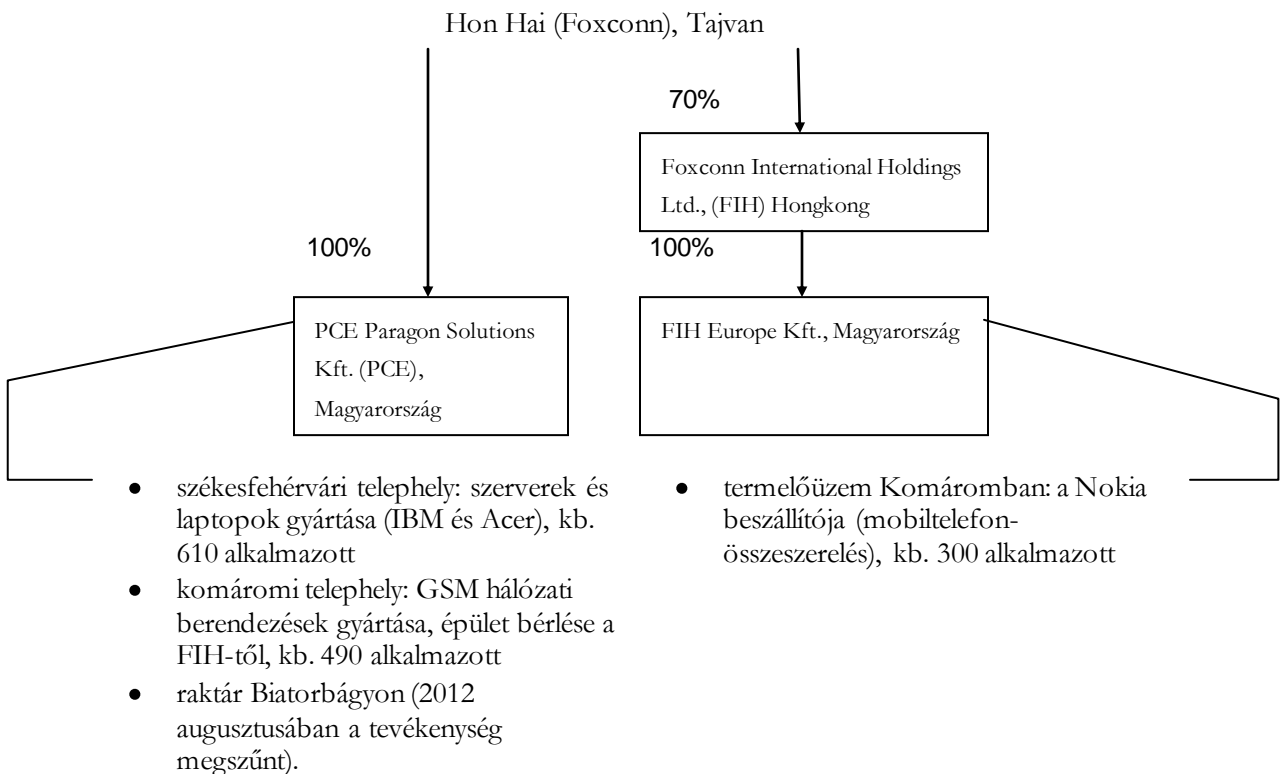 Hon Hai (Foxconn), Tajvan
70%
Foxconn International Holdings
Ltd., (FIH) Hongkong
100%
100%
PCE Paragon Solutions
Kft. (PCE),
Magyarország
FIH Europe Kft., Magyarország
● székesfehérvári telephely: szerverek és
laptopok gyártása (IBM és Acer), kb.
610 alkalmazott
● komáromi telephely: GSM hálózati
berendezések gyártása, épület bérlése a
FIH-től, kb. 490 alkalmazott
● raktár Biatorbágyon (2012
augusztusában a tevékenység
megszűnt).
● termelőüzem Komáromban: a Nokia
beszállítója (mobiltelefon-
összeszerelés), kb. 300 alkalmazott